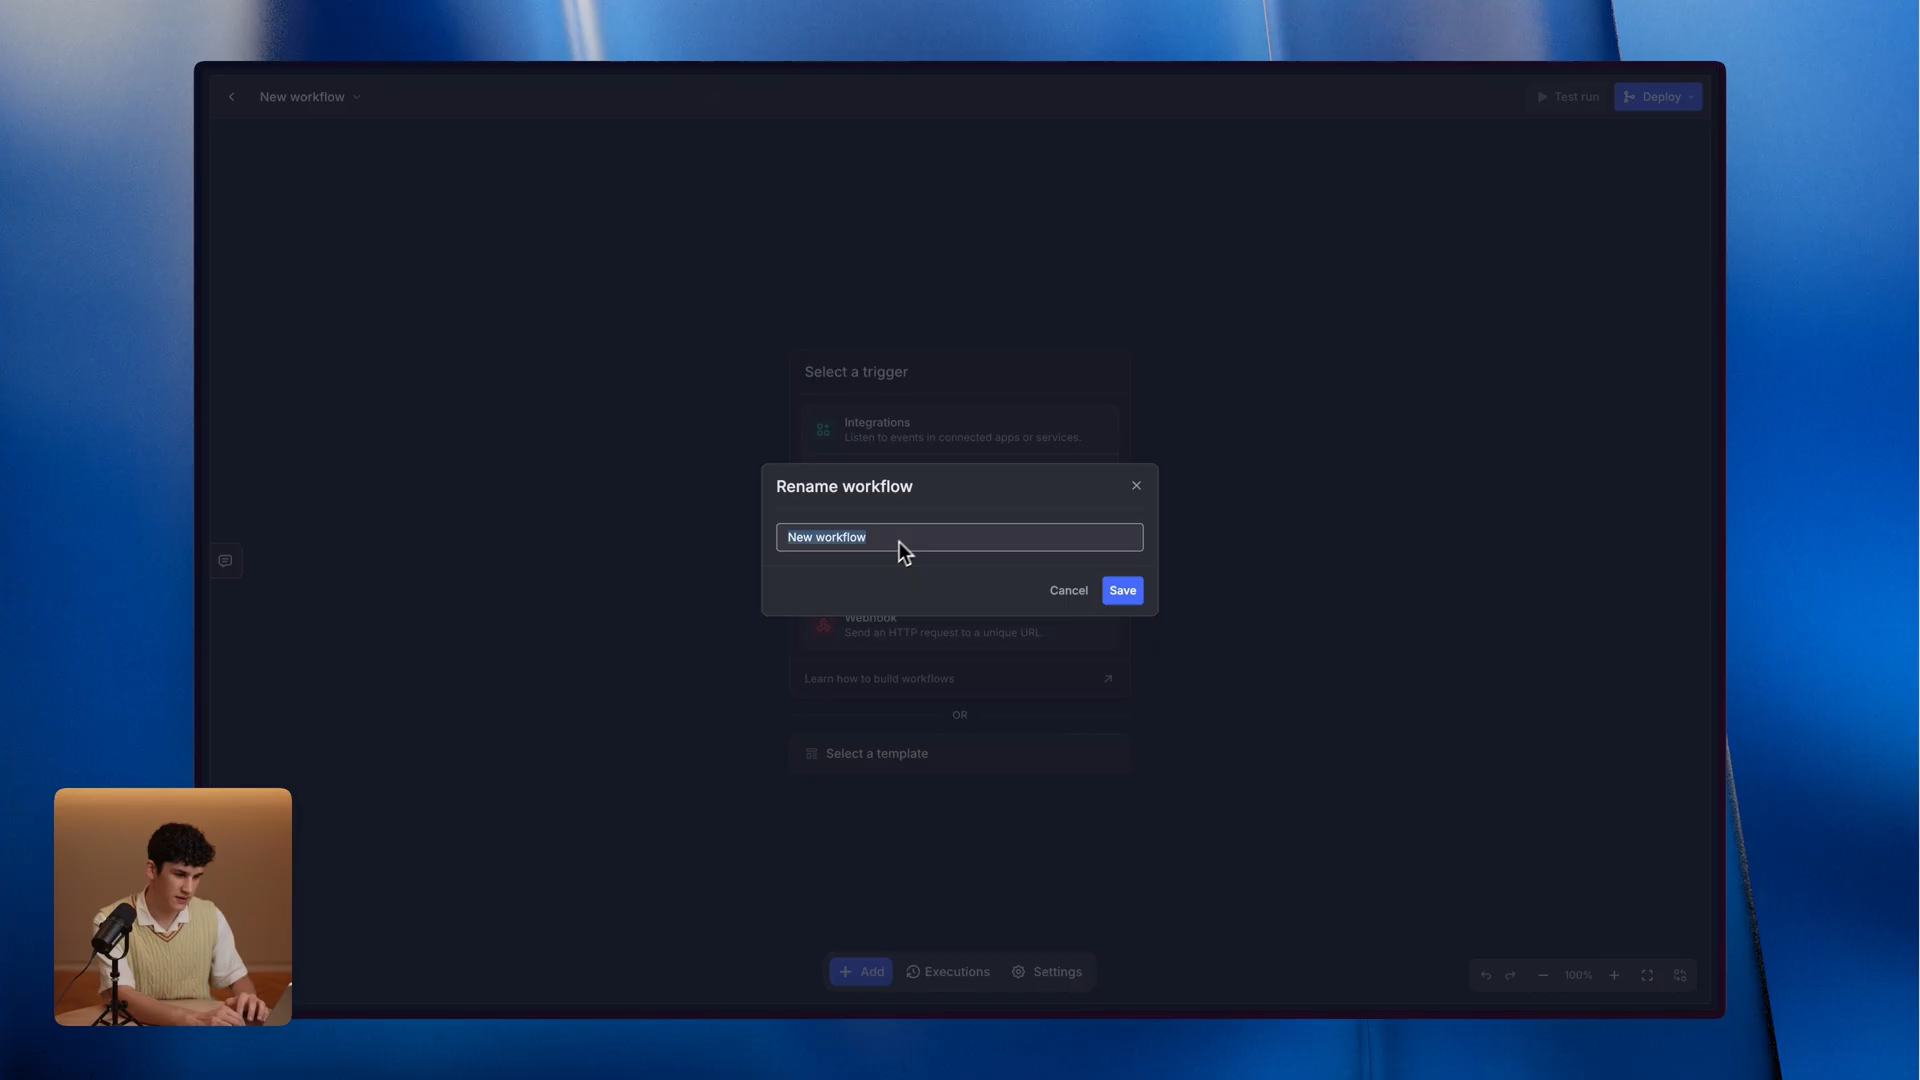 New workflow
Test run
Deploy
Select a trigger
Integrations
Listen to events in connected apps or services.
Rename workflow
New workflow
Cancel
Save
Webhook
Send an HTTP request to a unique URL.
Learn how to build workflows
OR
Select a template
Add
Executions
Settings
100%